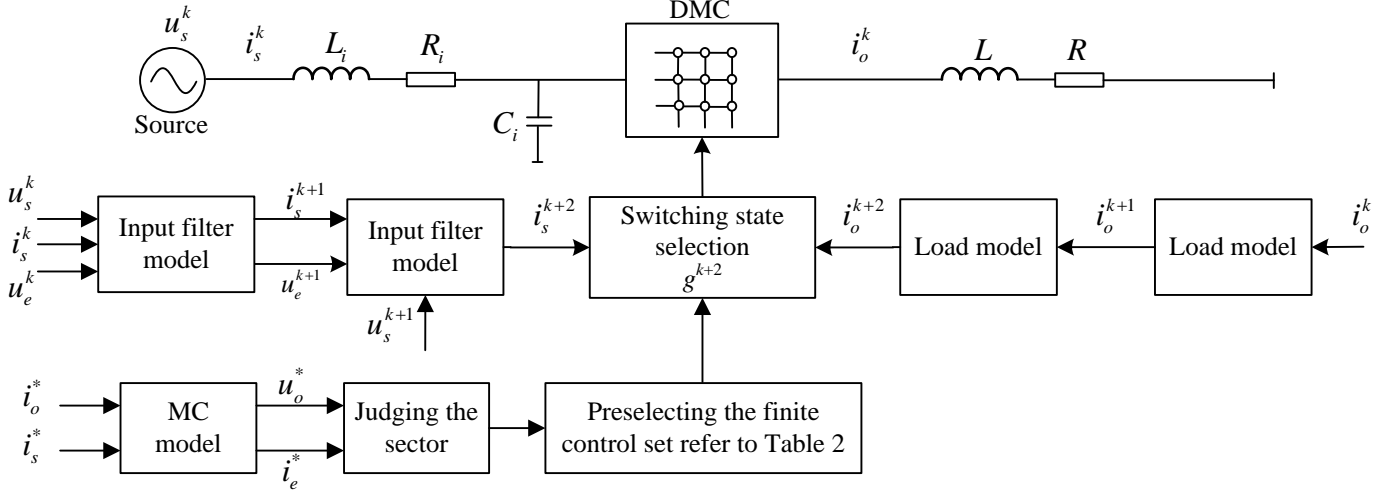 DMC
u_s^k
i_s^k
L_i
R_i
i_o^k
L
R
Source
C_i
u_s^k
i_s^k
u_e^k
Input filter
model
i_s^{k+1}
u_e^{k+1}
Input filter
model
u_s^{k+1}
i_s^{k+2}
Switching state
selection
g^{k+2}
i_o^{k+2}
Load model
i_o^{k+1}
Load model
i_o^k
i_o^*
i_s^*
MC
model
u_o^*
i_e^*
Judging the
sector
Preselecting the finite
control set refer to Table 2